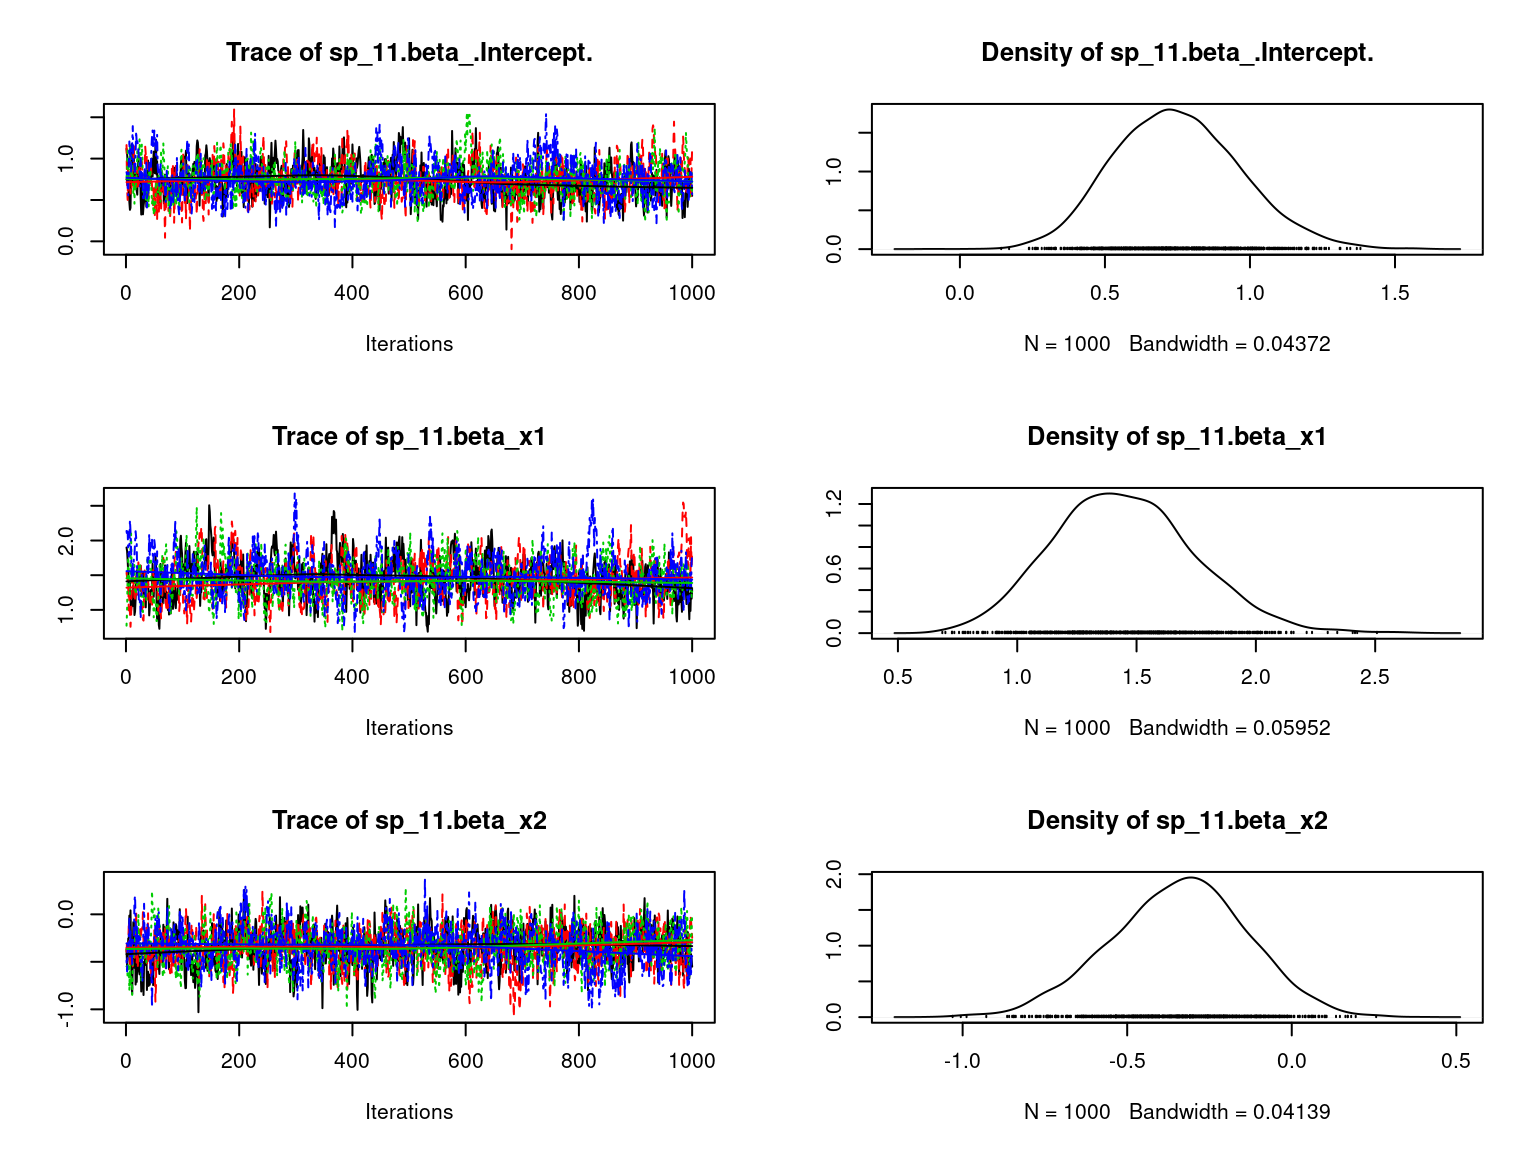 Trace of sp_11.beta_.Intercept.
0.0 1.0
0 200 400 600 800 1000
Iterations
Density of sp_11.beta_.Intercept.
0.0 1.0
0.0 0.5 1.0 1.5
N = 1000 Bandwidth = 0.04372
Trace of sp_11.beta_x1
1.0 2.0
0 200 400 600 800 1000
Iterations
Density of sp_11.beta_x1
0.0 0.6 1.2
0.5 1.0 1.5 2.0 2.5
N = 1000 Bandwidth = 0.05952
Trace of sp_11.beta_x2
-1.0 0.0
0 200 400 600 800 1000
Iterations
Density of sp_11.beta_x2
0.0 1.0 2.0
-1.0 -0.5 0.0 0.5
N = 1000 Bandwidth = 0.04139